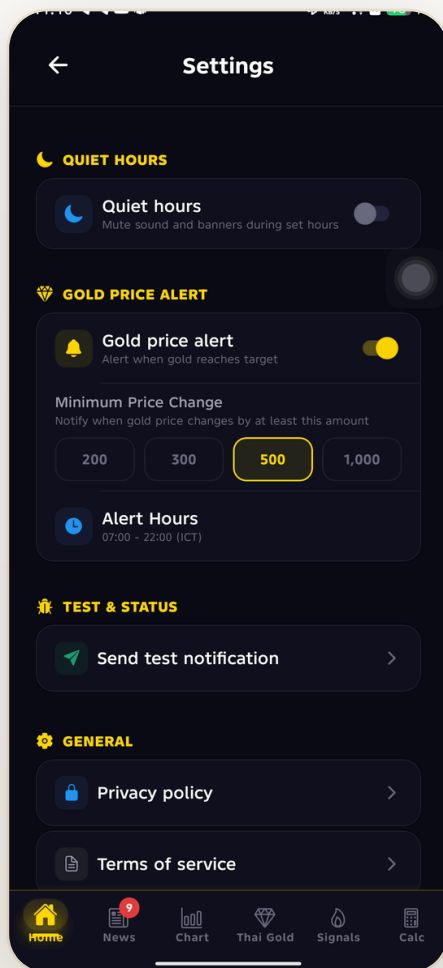 Settings
QUIET HOURS
Quiet hours
Mute sound and banners during set hours
GOLD PRICE ALERT
Gold price alert
Alert when gold reaches target
Minimum Price Change
Notify when gold price changes by at least this amount
200 300 500 1,000
Alert Hours
07:00 - 22:00 (ICT)
TEST & STATUS
Send test notification
GENERAL
Privacy policy
Terms of service
9
Home News Chart Thai Gold Signals Calc